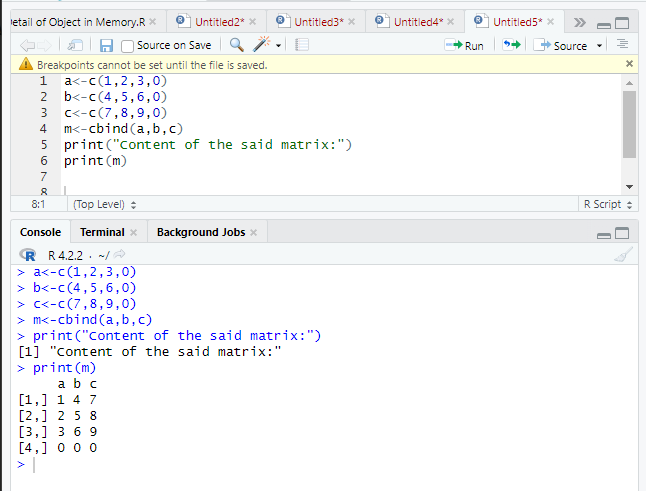 etail of Object in Memory.R × Untitled2* × Untitled3* × Untitled4* × Untitled5* ×
Source on Save Run Source
Breakpoints cannot be set until the file is saved.
1 a<-c(1,2,3,0)
2 b<-c(4,5,6,0)
3 c<-c(7,8,9,0)
4 m<-cbind(a,b,c)
5 print("Content of the said matrix:")
6 print(m)
7
8
8:1 (Top Level) R Script
Console Terminal × Background Jobs ×
R 4.2.2 · ~/
> a<-c(1,2,3,0)
> b<-c(4,5,6,0)
> c<-c(7,8,9,0)
> m<-cbind(a,b,c)
> print("Content of the said matrix:")
[1] "Content of the said matrix:"
> print(m)
a b c
[1,] 1 4 7
[2,] 2 5 8
[3,] 3 6 9
[4,] 0 0 0
>